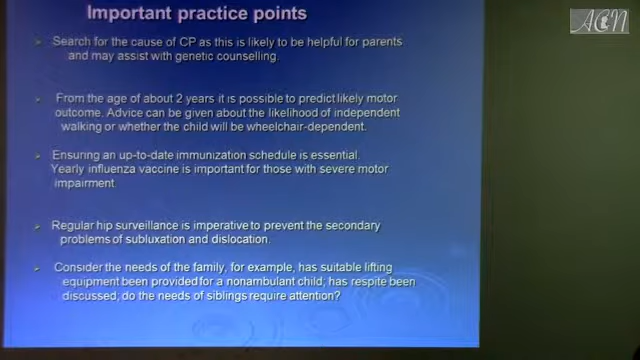 Important practice points
ACN
Search for the cause of CP as this is likely to be helpful for parents
and may assist with genetic counselling.
From the age of about 2 years it is possible to predict likely motor
outcome. Advice can be given about the likelihood of independent
walking or whether the child will be wheelchair-dependent.
Ensuring an up-to-date immunization schedule is essential.
Yearly influenza vaccine is important for those with severe motor
impairment
Regular hip surveillance is imperative to prevent the secondary
problems of subluxation and dislocation.
Consider the needs of the family, for example, has suitable lifting
equipment been provided for a nonambulant child; has respite been
discussed; do the needs of siblings require attention?